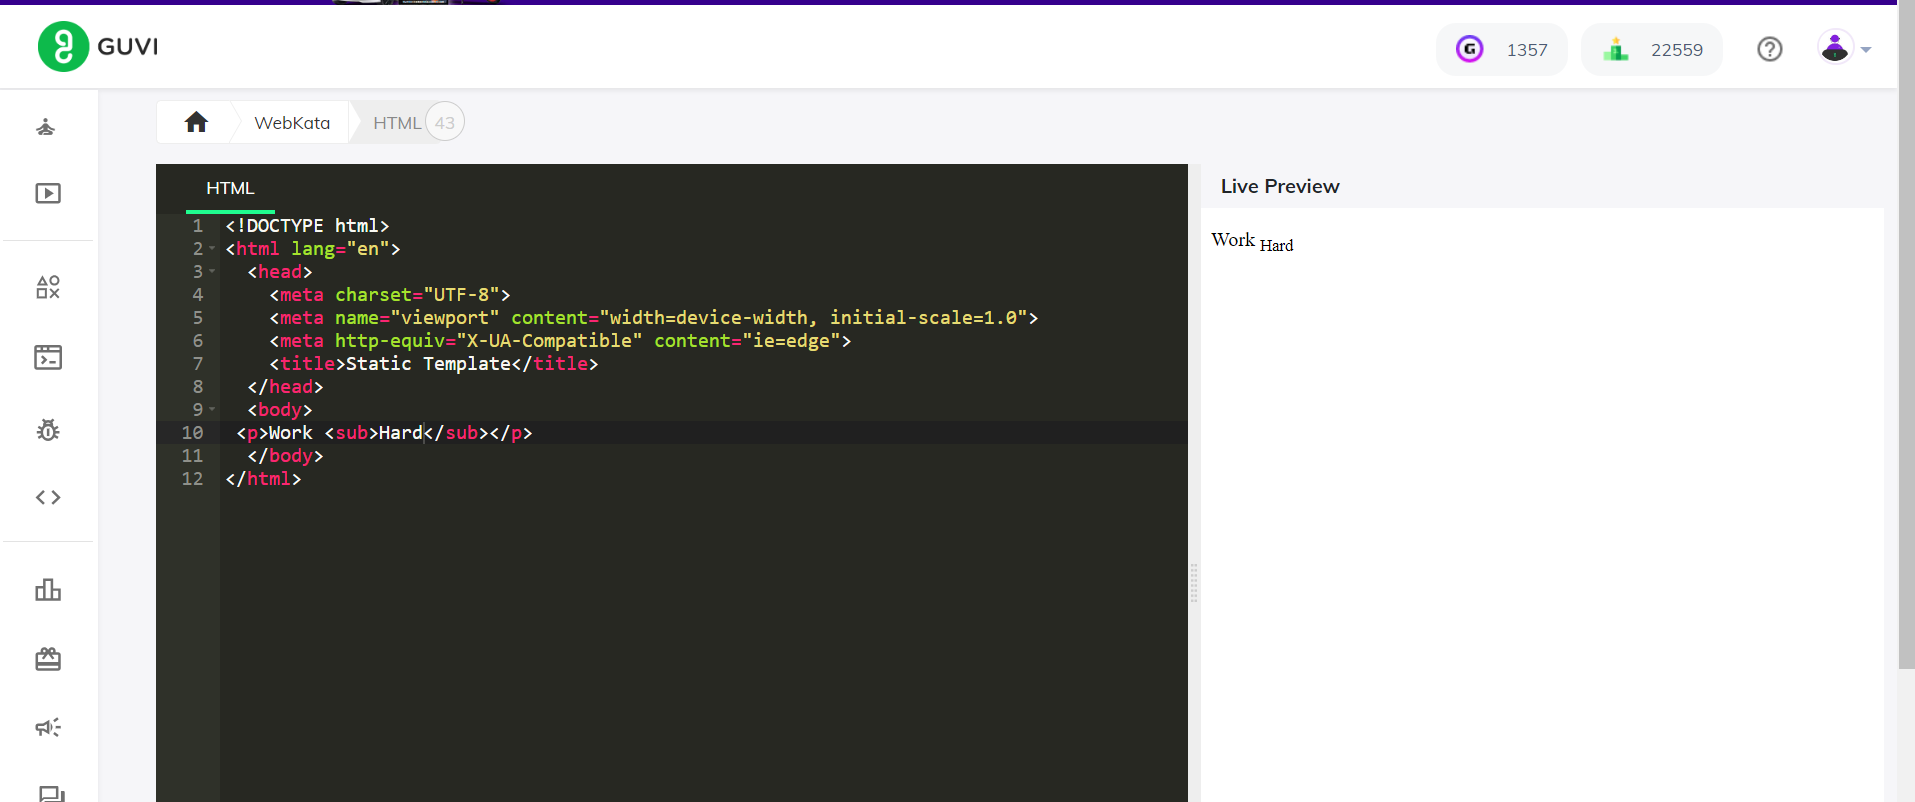 GUVI
1357
22559
WebKata
HTML 43
HTML
Live Preview
1 <!DOCTYPE html>
2 <html lang="en">
3 <head>
4 <meta charset="UTF-8">
5 <meta name="viewport" content="width=device-width, initial-scale=1.0">
6 <meta http-equiv="X-UA-Compatible" content="ie=edge">
7 <title>Static Template</title>
8 </head>
9 <body>
10 <p>Work <sub>Hard</sub></p>
11 </body>
12 </html>
Work Hard